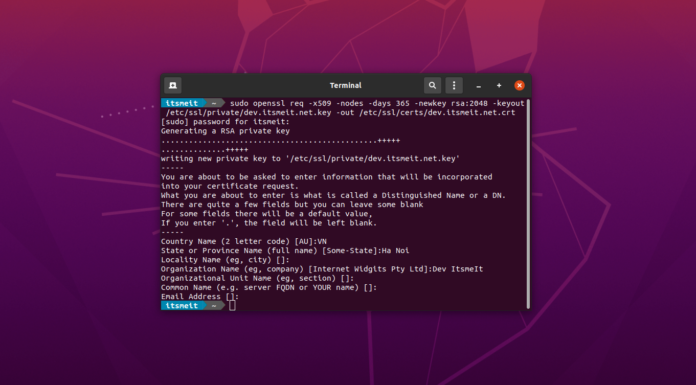 Terminal
itsmeit ~ sudo openssl req -x509 -nodes -days 365 -newkey rsa:2048 -keyout
/etc/ssl/private/dev.itsmeit.net.key -out /etc/ssl/certs/dev.itsmeit.net.crt
[sudo] password for itsmeit:
Generating a RSA private key
................................................+++++
..............+++++
writing new private key to '/etc/ssl/private/dev.itsmeit.net.key'
-----
You are about to be asked to enter information that will be incorporated
into your certificate request.
What you are about to enter is what is called a Distinguished Name or a DN.
There are quite a few fields but you can leave some blank
For some fields there will be a default value,
If you enter '.', the field will be left blank.
-----
Country Name (2 letter code) [AU]:VN
State or Province Name (full name) [Some-State]:Ha Noi
Locality Name (eg, city) []:
Organization Name (eg, company) [Internet Widgits Pty Ltd]:Dev ItsmeIt
Organizational Unit Name (eg, section) []:
Common Name (e.g. server FQDN or YOUR name) []:
Email Address []:
itsmeit ~